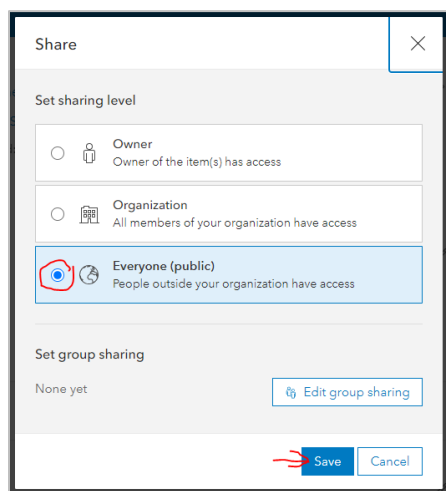 Share
Set sharing level
Owner
Owner of the item(s) has access
Organization
All members of your organization have access
Everyone (public)
People outside your organization have access
Set group sharing
None yet
Edit group sharing
Save
Cancel